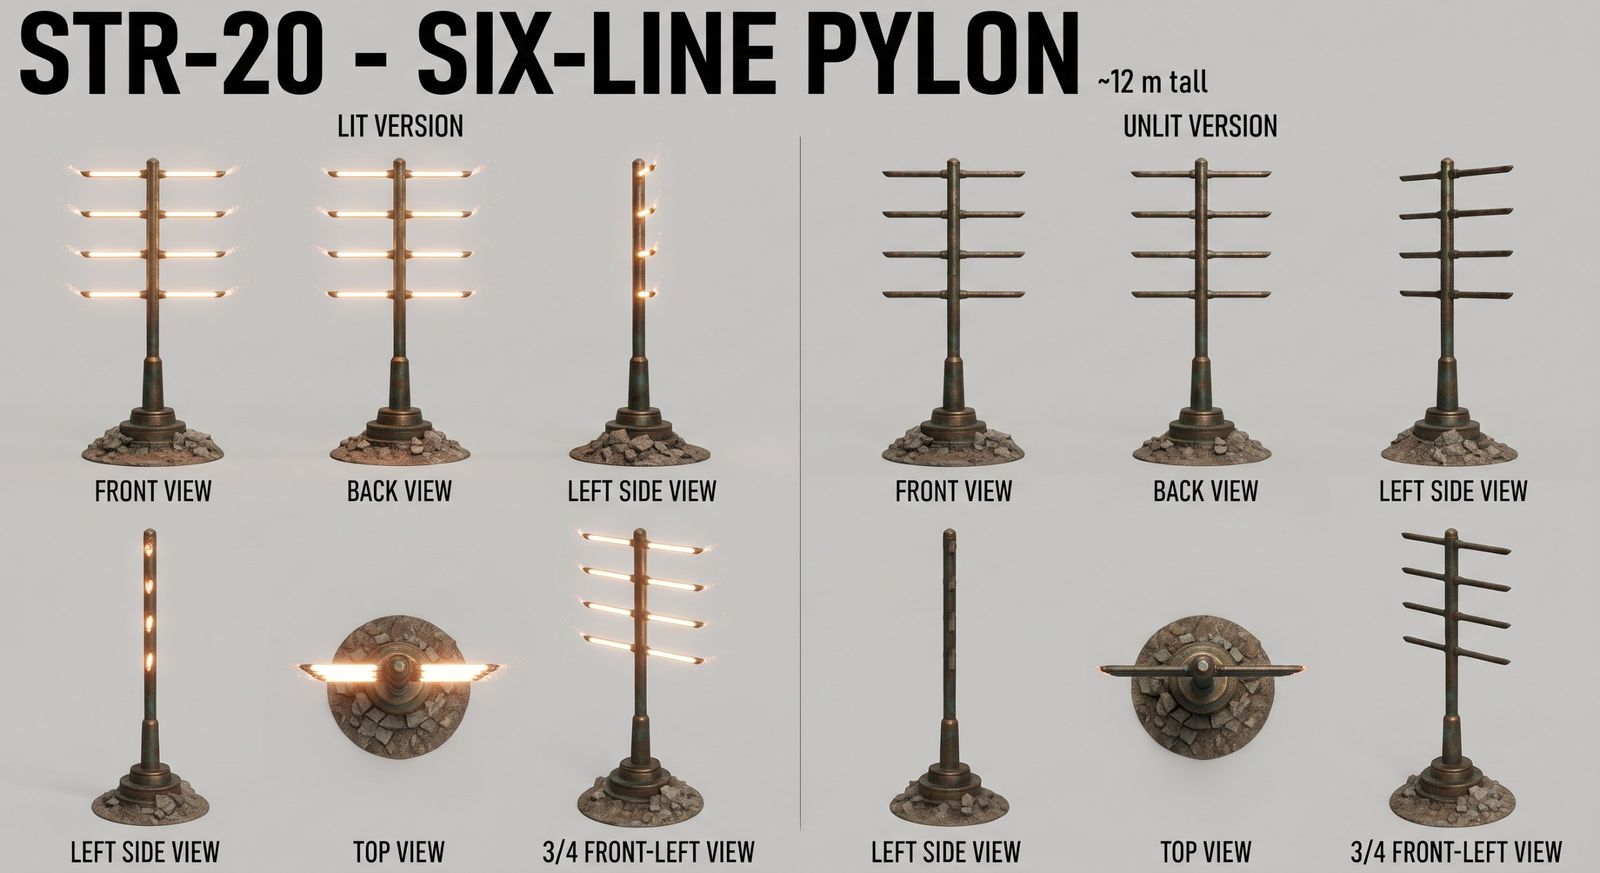 STR-20 - SIX-LINE PYLON ~12 m tall
LIT VERSION
UNLIT VERSION
FRONT VIEW
BACK VIEW
LEFT SIDE VIEW
FRONT VIEW
BACK VIEW
LEFT SIDE VIEW
LEFT SIDE VIEW
TOP VIEW
3/4 FRONT-LEFT VIEW
LEFT SIDE VIEW
TOP VIEW
3/4 FRONT-LEFT VIEW